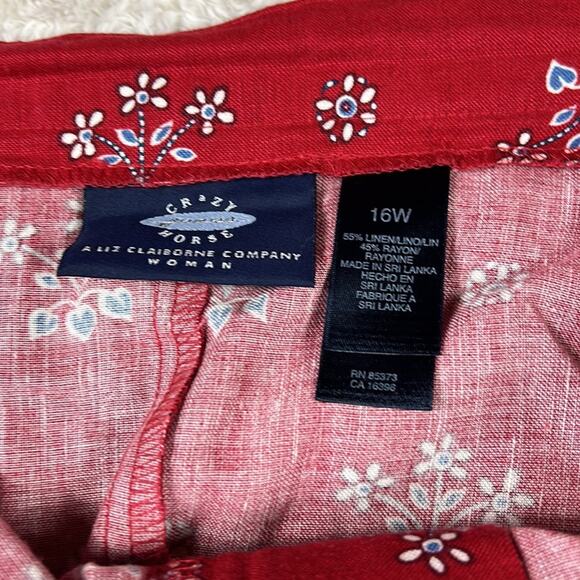 CRaZY
HORSE
A LIZ CLAIBORNE COMPANY
WOMAN
16W
55% LINEN/LINO/LIN
45% RAYON/
RAYONNE
MADE IN SRI LANKA
HECHO EN
SRI LANKA
FABRIQUE A
SRI LANKA
RN 85373
CA 16396